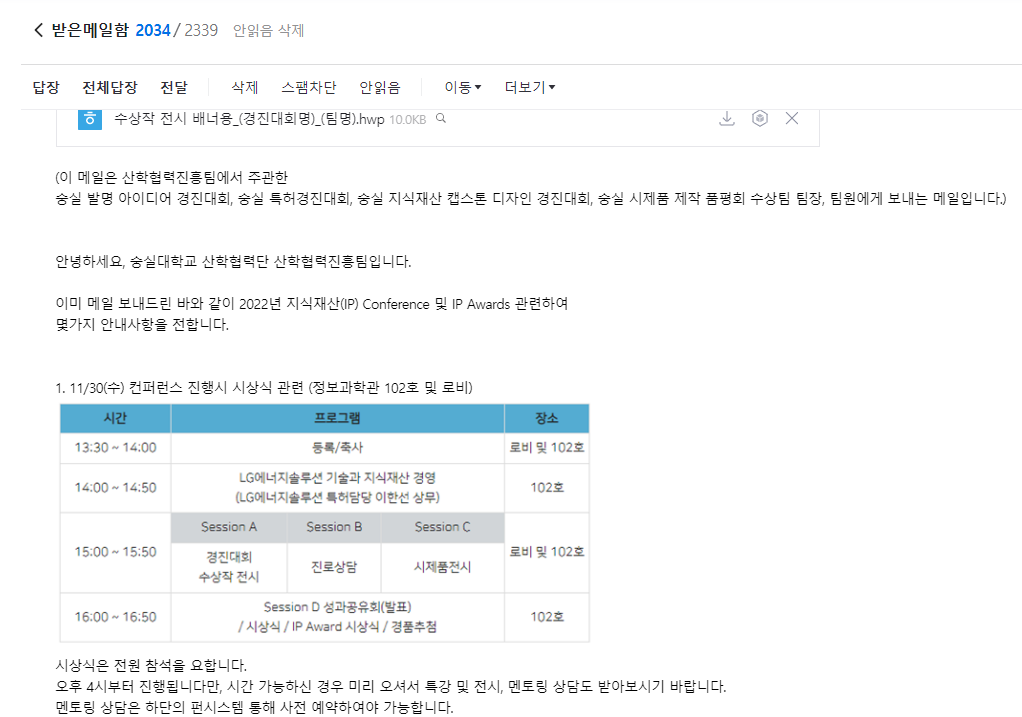 받은메일함 2034 / 2339 안읽음 삭제
답장 전체답장 전달 삭제 스팸차단 안읽음 이동 더보기
수상작 전시 배너용_(경진대회명)_(팀명).hwp 10.0KB
(이 메일은 산학협력진흥팀에서 주관한
숭실 발명 아이디어 경진대회, 숭실 특허경진대회, 숭실 지식재산 캡스톤 디자인 경진대회, 숭실 시제품 제작 품평회 수상팀 팀장, 팀원에게 보내는 메일입니다.)
안녕하세요, 숭실대학교 산학협력단 산학협력진흥팀입니다.
이미 메일 보내드린 바와 같이 2022년 지식재산(IP) Conference 및 IP Awards 관련하여
몇가지 안내사항을 전합니다.
1. 11/30(수) 컨퍼런스 진행시 시상식 관련 (정보과학관 102호 및 로비)
시간 프로그램 장소
13:30 ~ 14:00 등록/축사 로비 및 102호
14:00 ~ 14:50 LG에너지솔루션 기술과 지식재산 경영
(LG에너지솔루션 특허담당 이한선 상무) 102호
Session A Session B Session C
15:00 ~ 15:50 경진대회
수상작 전시 진로상담 시제품전시 로비 및 102호
16:00 ~ 16:50 Session D 성과공유회(발표)
/ 시상식 / IP Award 시상식 / 경품추첨 102호
시상식은 전원 참석을 요합니다.
오후 4시부터 진행됩니다만, 시간 가능하신 경우 미리 오셔서 특강 및 전시, 멘토링 상담도 받아보시기 바랍니다.
멘토링 상담은 하단의 펀시스템 통해 사전 예약하여야 가능합니다.